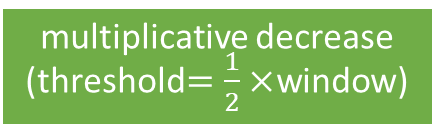 multiplicative decrease
(threshold= 1/2 ×window)